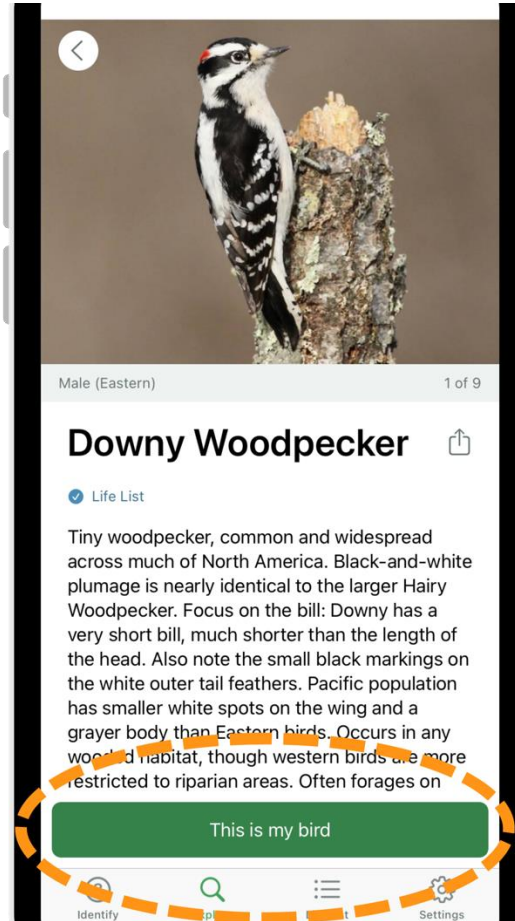 Male (Eastern) 1 of 9
Downy Woodpecker
Life List
Tiny woodpecker, common and widespread
across much of North America. Black-and-white
plumage is nearly identical to the larger Hairy
Woodpecker. Focus on the bill: Downy has a
very short bill, much shorter than the length of
the head. Also note the small black markings on
the white outer tail feathers. Pacific population
has smaller white spots on the wing and a
grayer body than Eastern birds. Occurs in any
wooded habitat, though western birds are more
restricted to riparian areas. Often forages on
This is my bird
Identify Settings